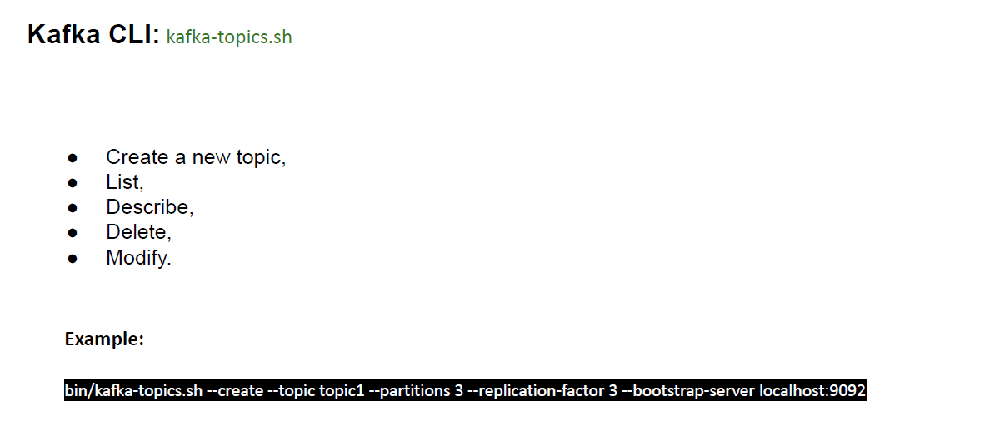 Kafka CLI: kafka-topics.sh
● Create a new topic,
● List,
● Describe,
● Delete,
● Modify.
Example:
bin/kafka-topics.sh --create --topic topic1 --partitions 3 --replication-factor 3 --bootstrap-server localhost:9092